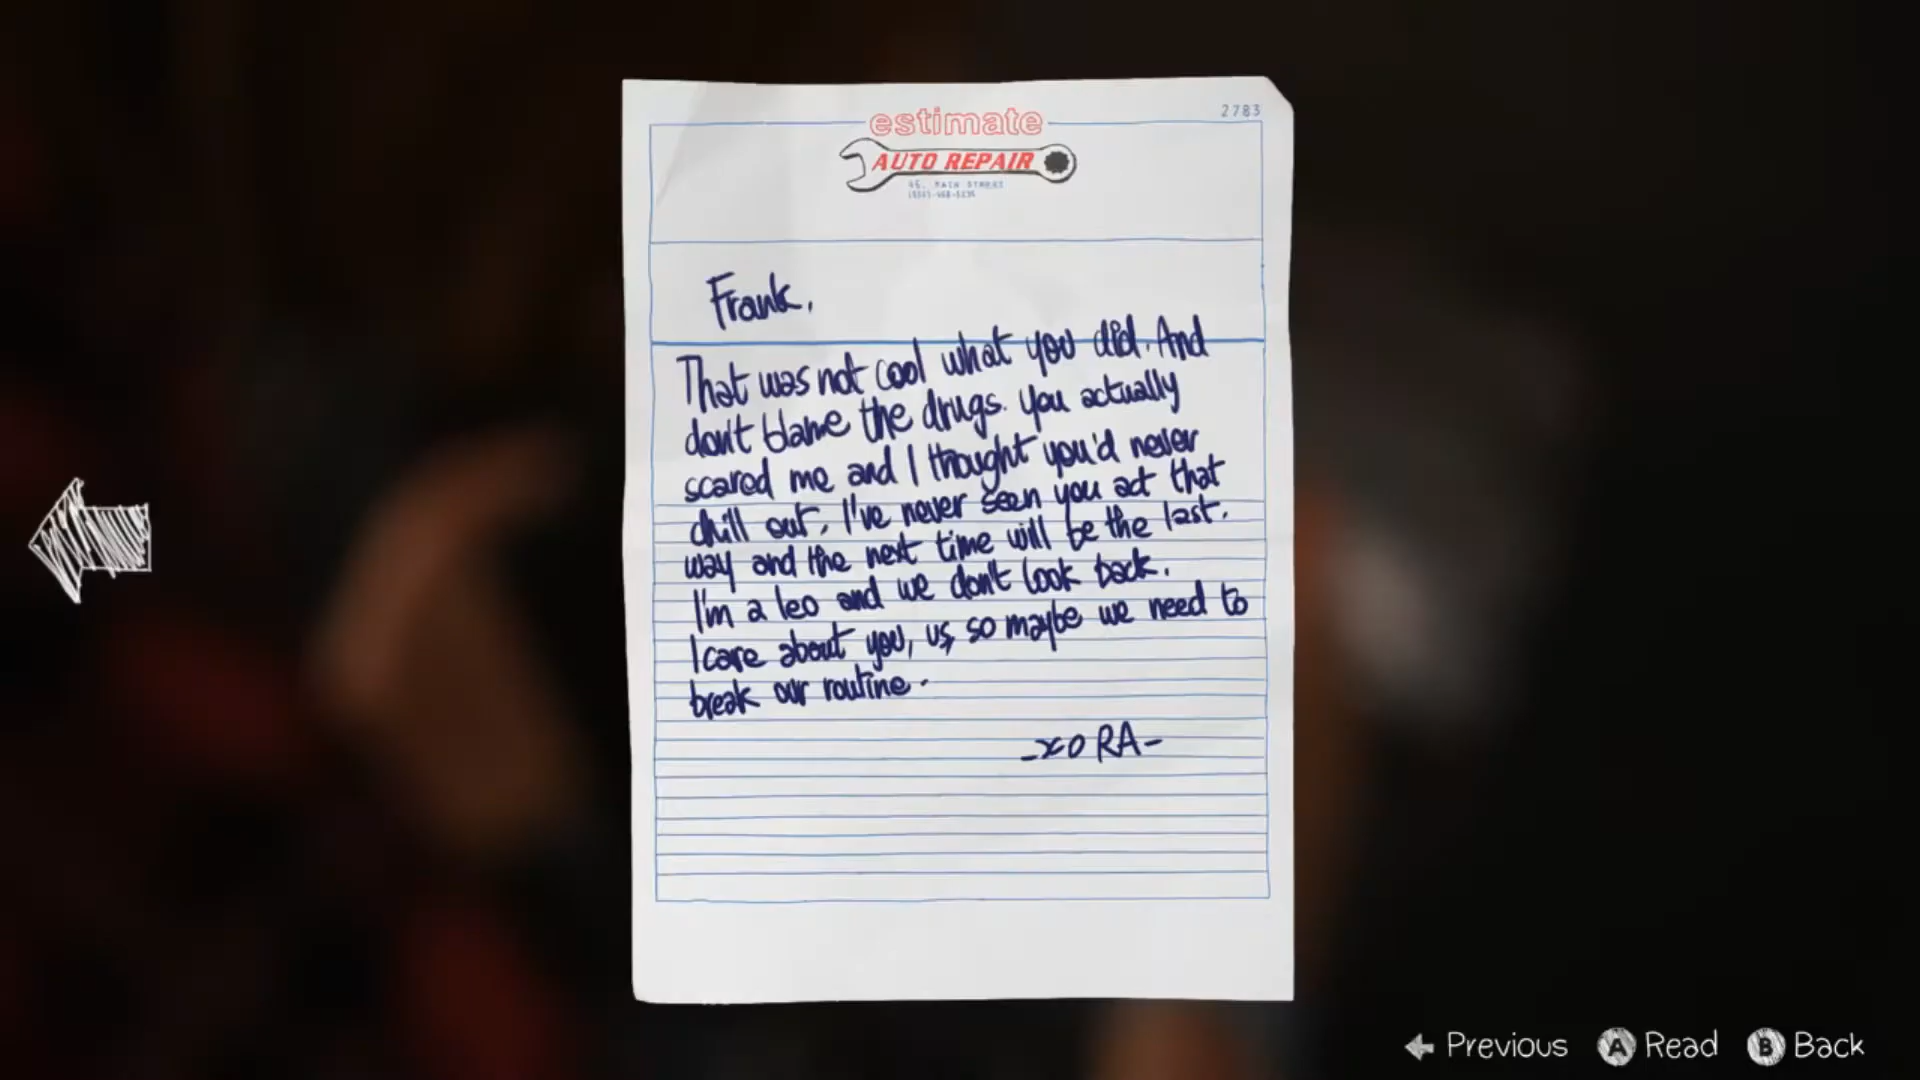 2783
estimate
AUTO REPAIR
45, MAIN STREET
Frank,
That was not cool what you did. And
don't blame the drugs. You actually
scared me and I thought you'd never
chill out. I've never seen you act that
way and the next time will be the last.
I'm a leo and we don't look back.
I care about you, us, so maybe we need to
break our routine.
-xo RA-
Previous A Read B Back